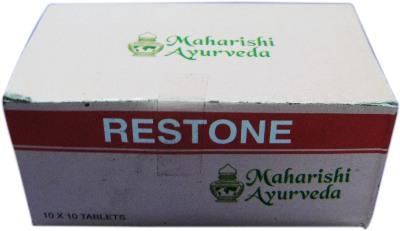 Maharishi
Ayurveda
RESTONE
Maharishi
Ayurveda
10 X 10 TABLETS